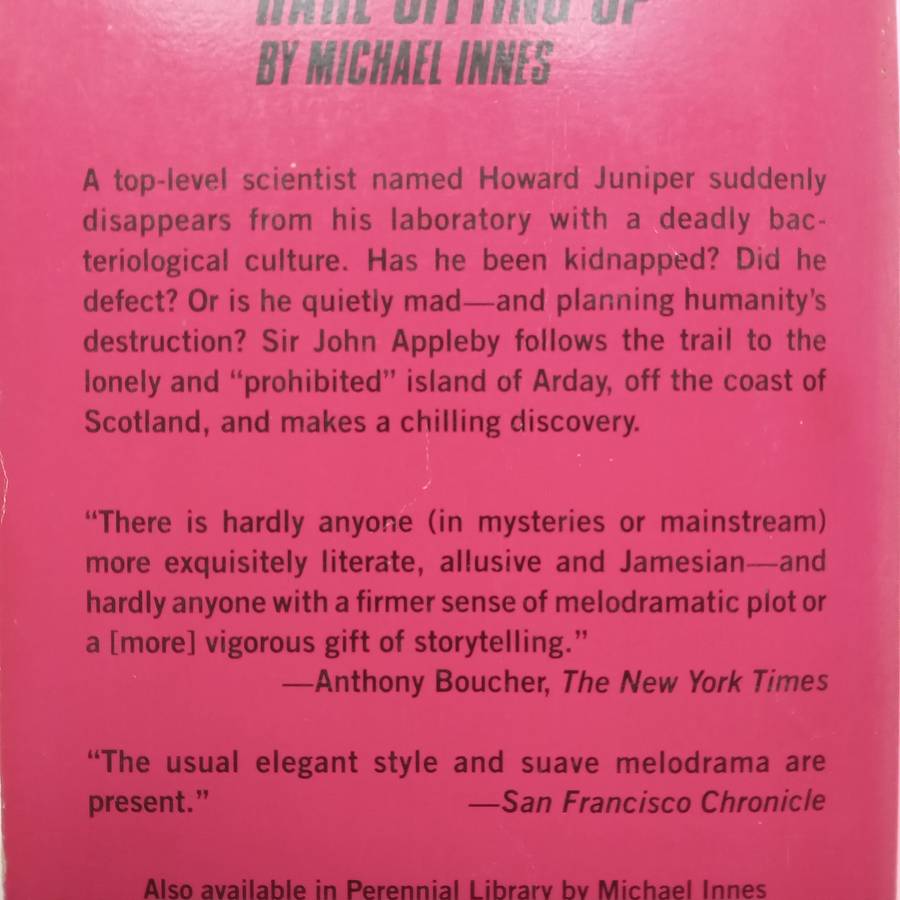 HARE SITTING UP
BY MICHAEL INNES
A top-level scientist named Howard Juniper suddenly
disappears from his laboratory with a deadly bac-
teriological culture. Has he been kidnapped? Did he
defect? Or is he quietly mad—and planning humanity's
destruction? Sir John Appleby follows the trail to the
lonely and “prohibited” island of Arday, off the coast of
Scotland, and makes a chilling discovery.
“There is hardly anyone (in mysteries or mainstream)
more exquisitely literate, allusive and Jamesian—and
hardly anyone with a firmer sense of melodramatic plot or
a [more] vigorous gift of storytelling.”
—Anthony Boucher, The New York Times
“The usual elegant style and suave melodrama are
present.” —San Francisco Chronicle
Also available in Perennial Library by Michael Innes